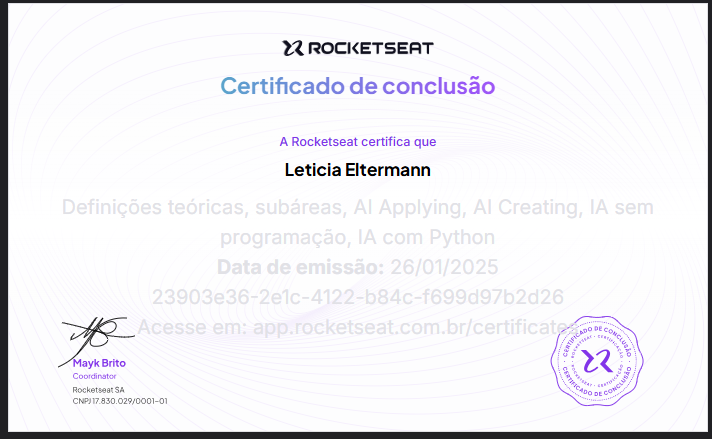 ROCKETSEAT
Certificado de conclusão
A Rocketseat certifica que
Leticia Eltermann
Definições teóricas, subáreas, AI Applying, AI Creating, IA sem
programação, IA com Python
Data de emissão: 26/01/2025
23903e36-2e1c-4122-b84c-f699d97b2d26
Acesse em: app.rocketseat.com.br/certificates
Mayk Brito
Coordinator
Rocketseat SA
CNPJ 17.830.029/0001-01
CERTIFICADO DE CONCLUSÃO
ROCKETSEAT - CERTIFICAÇÃO
CERTIFICADO DE CONCLUSÃO